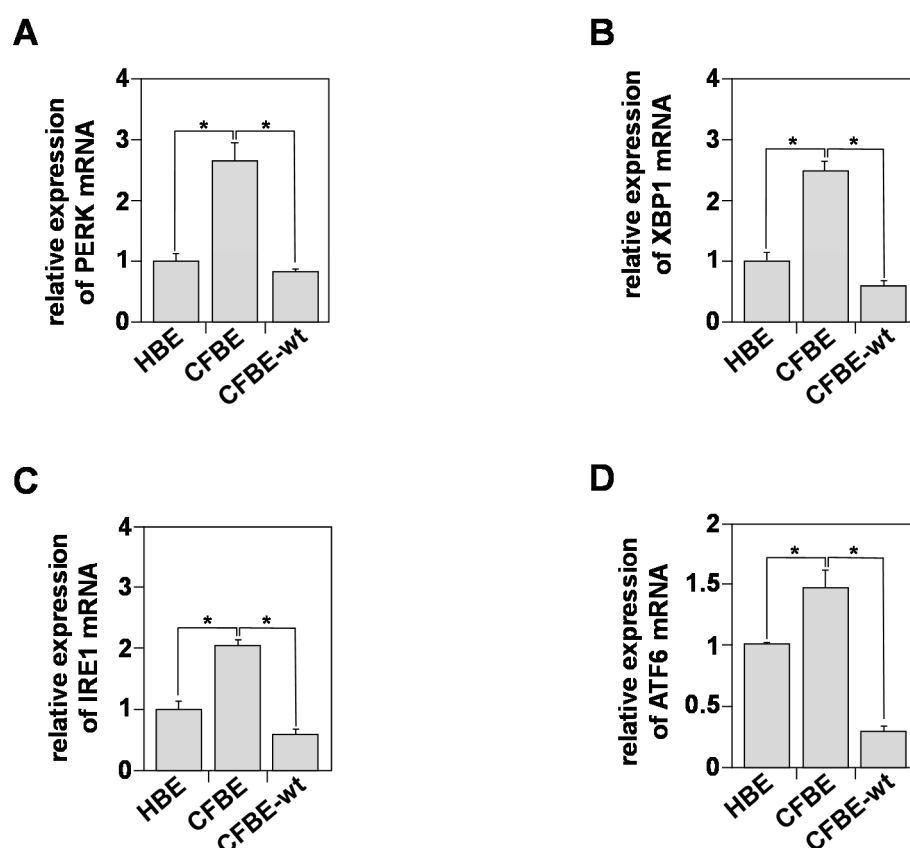 A
relative expression
of PERK mRNA
4
3
2
1
0
* *
HBE
CFBE
CFBE-wt
B
relative expression
of XBP1 mRNA
4
3
2
1
0
* *
HBE
CFBE
CFBE-wt
C
relative expression
of IRE1 mRNA
4
3
2
1
0
* *
HBE
CFBE
CFBE-wt
D
relative expression
of ATF6 mRNA
2
1.5
1
0.5
0
* *
HBE
CFBE
CFBE-wt